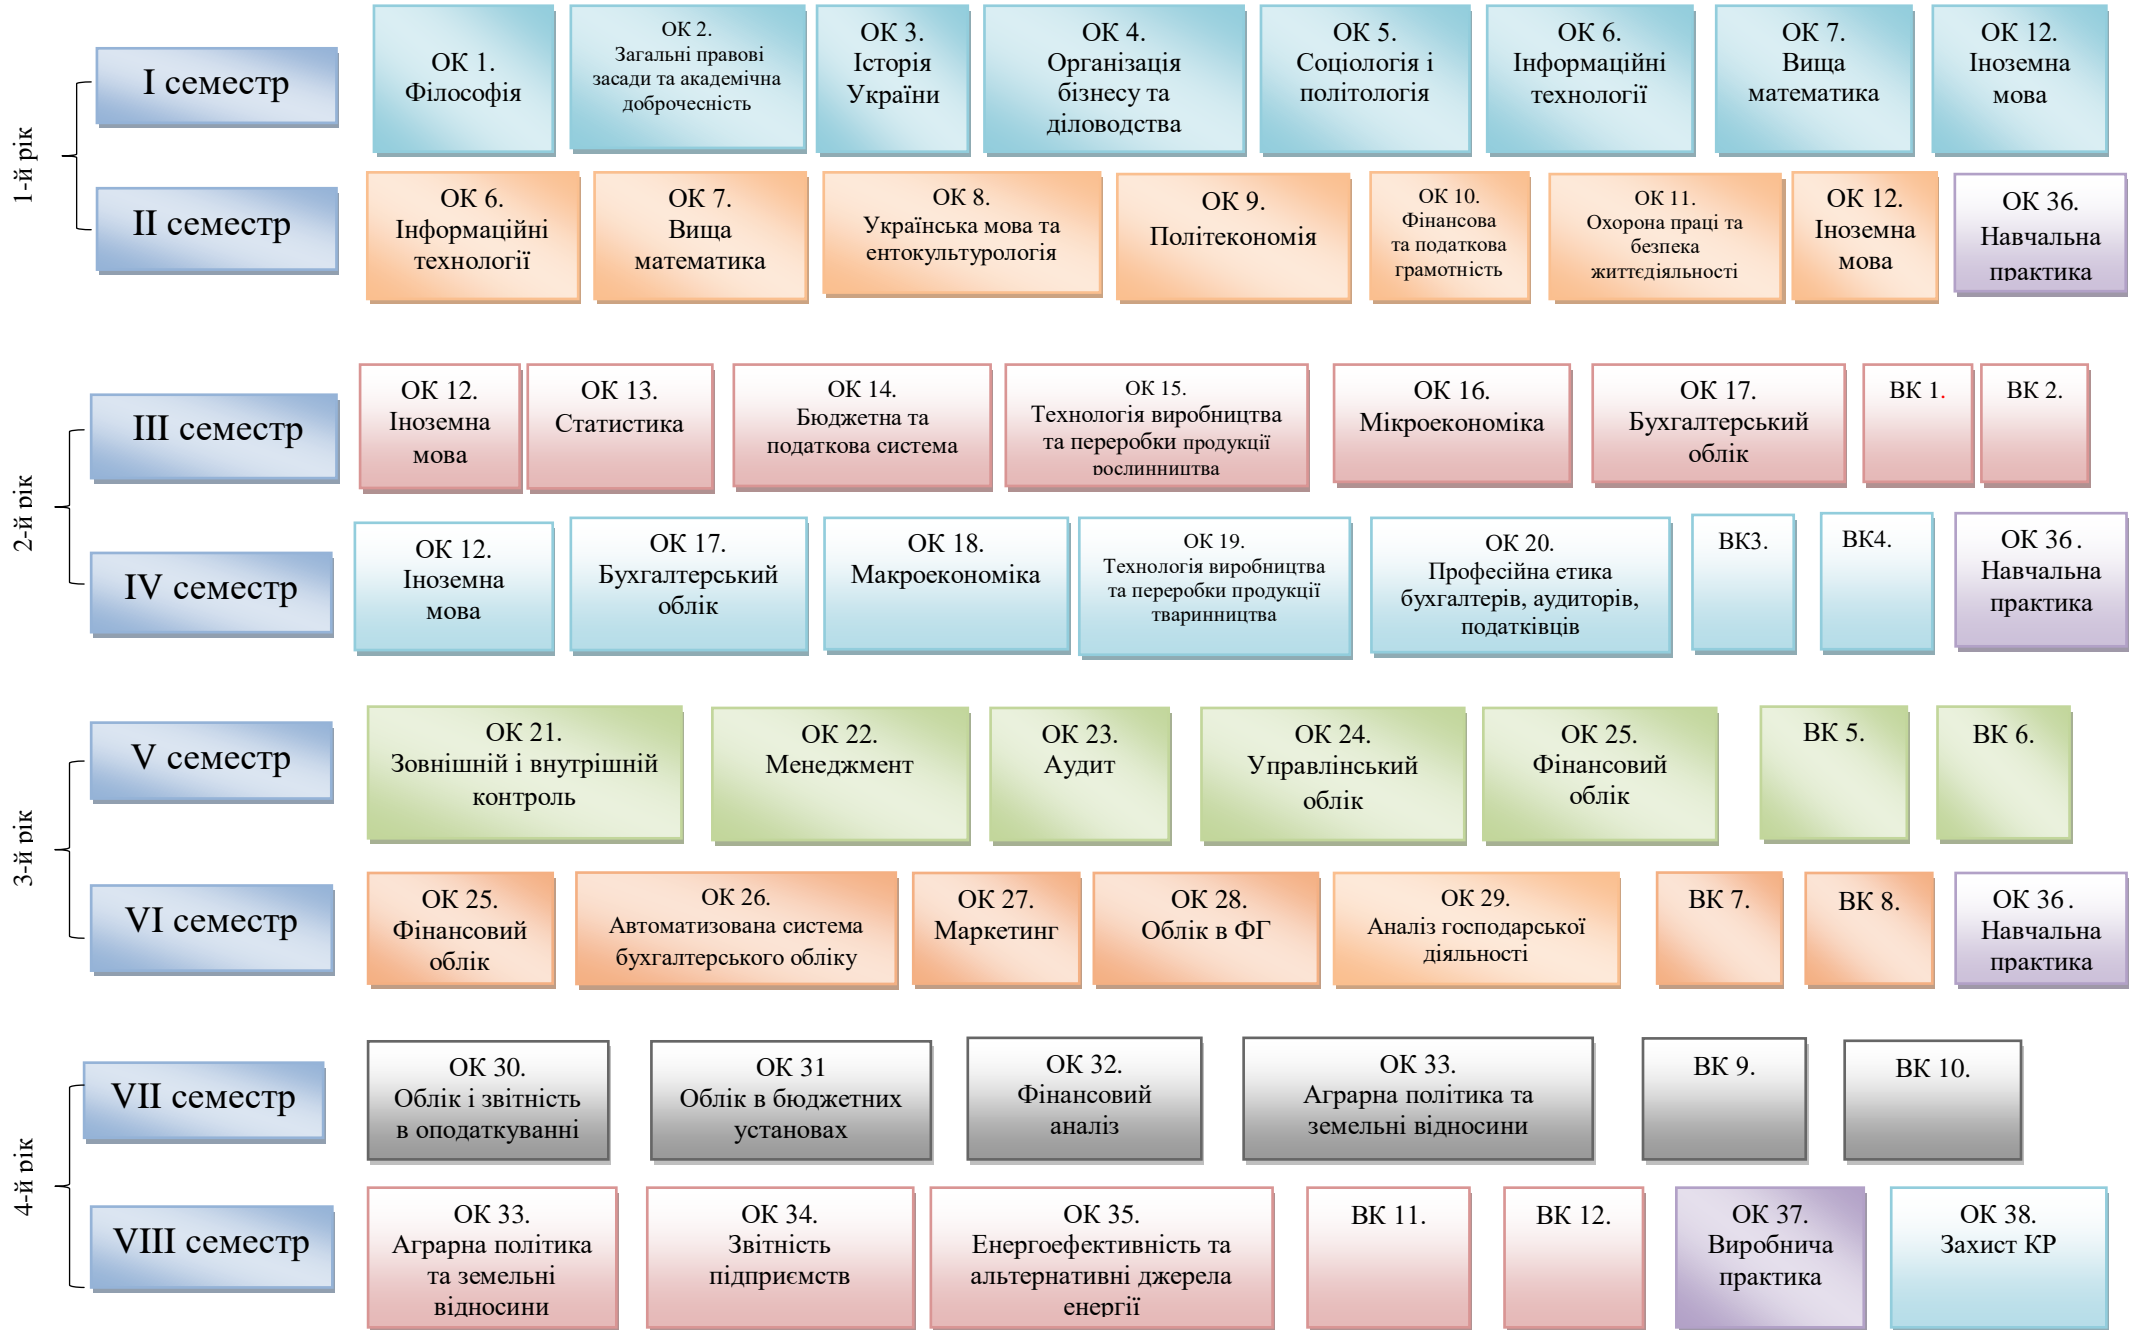 1-й рік
I семестр
ОК 1.
Філософія
ОК 2.
Загальні правові
засади та академічна
доброчесність
ОК 3.
Історія
України
ОК 4.
Організація
бізнесу та
діловодства
ОК 5.
Соціологія і
політологія
ОК 6.
Інформаційні
технології
ОК 7.
Вища
математика
ОК 12.
Іноземна
мова
II семестр
ОК 6.
Інформаційні
технології
ОК 7.
Вища
математика
ОК 8.
Українська мова та
ентокультурологія
ОК 9.
Політекономія
ОК 10.
Фінансова
та податкова
грамотність
ОК 11.
Охорона праці та
безпека
життєдіяльності
ОК 12.
Іноземна
мова
ОК 36.
Навчальна
практика
2-й рік
III семестр
ОК 12.
Іноземна
мова
ОК 13.
Статистика
ОК 14.
Бюджетна та
податкова система
ОК 15.
Технологія виробництва
та переробки продукції
рослинництва
ОК 16.
Мікроекономіка
ОК 17.
Бухгалтерський
облік
ВК 1.
ВК 2.
IV семестр
ОК 12.
Іноземна
мова
ОК 17.
Бухгалтерський
облік
ОК 18.
Макроекономіка
ОК 19.
Технологія виробництва
та переробки продукції
тваринництва
ОК 20.
Професійна етика
бухгалтерів, аудиторів,
податківців
ВК3.
ВК4.
ОК 36.
Навчальна
практика
3-й рік
V семестр
ОК 21.
Зовнішній і внутрішній
контроль
ОК 22.
Менеджмент
ОК 23.
Аудит
ОК 24.
Управлінський
облік
ОК 25.
Фінансовий
облік
ВК 5.
ВК 6.
VI семестр
ОК 25.
Фінансовий
облік
ОК 26.
Автоматизована система
бухгалтерського обліку
ОК 27.
Маркетинг
ОК 28.
Облік в ФГ
ОК 29.
Аналіз господарської
діяльності
ВК 7.
ВК 8.
ОК 36.
Навчальна
практика
4-й рік
VII семестр
ОК 30.
Облік і звітність
в оподаткуванні
ОК 31
Облік в бюджетних
установах
ОК 32.
Фінансовий
аналіз
ОК 33.
Аграрна політика та
земельні відносини
ВК 9.
ВК 10.
VIII семестр
ОК 33.
Аграрна політика
та земельні
відносини
ОК 34.
Звітність
підприємств
ОК 35.
Енергоефективність та
альтернативні джерела
енергії
ВК 11.
ВК 12.
ОК 37.
Виробнича
практика
ОК 38.
Захист КР